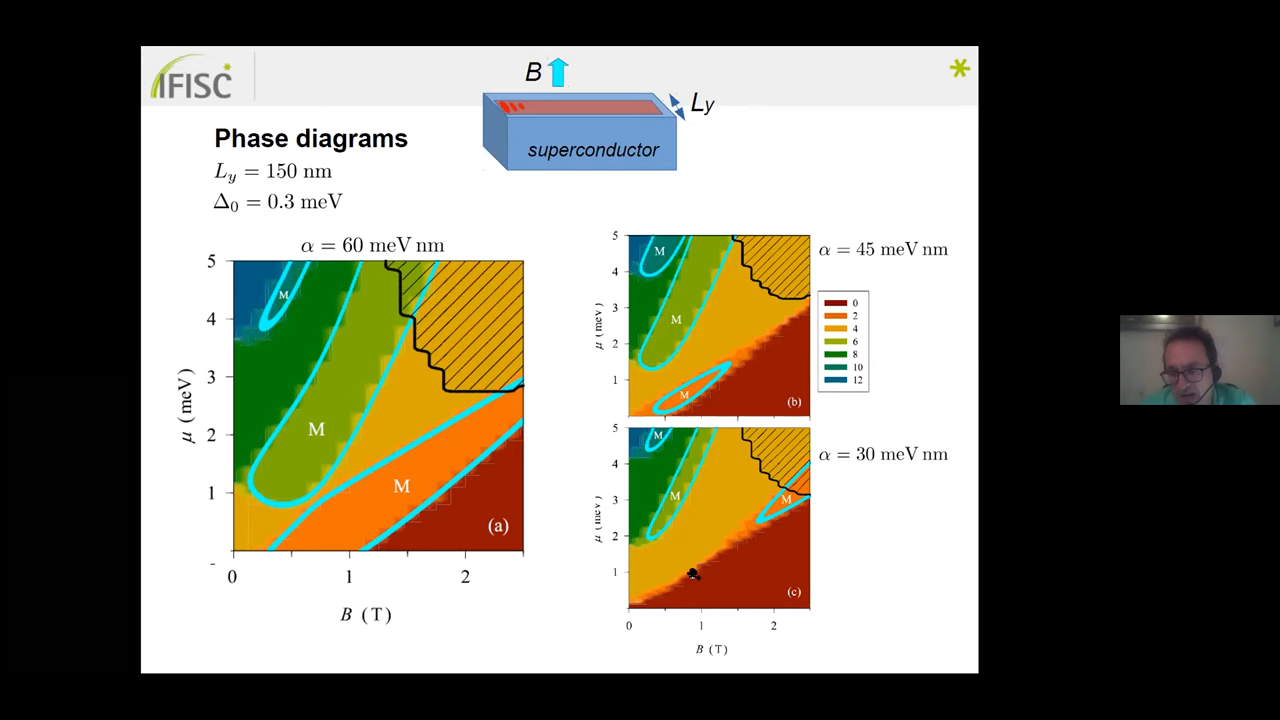 IFISC
B
Ly
superconductor
Phase diagrams
L_y = 150 nm
Δ_0 = 0.3 meV
α = 60 meV nm
5
4
3
2
1
-
μ (meV)
M
M
M
(a)
0
1
2
B (T)
α = 45 meV nm
5
4
3
2
1
μ (meV)
M
M
M
(b)
0
2
4
6
8
10
12
α = 30 meV nm
5
4
3
2
1
μ (meV)
M
M
M
(c)
0
1
2
B (T)